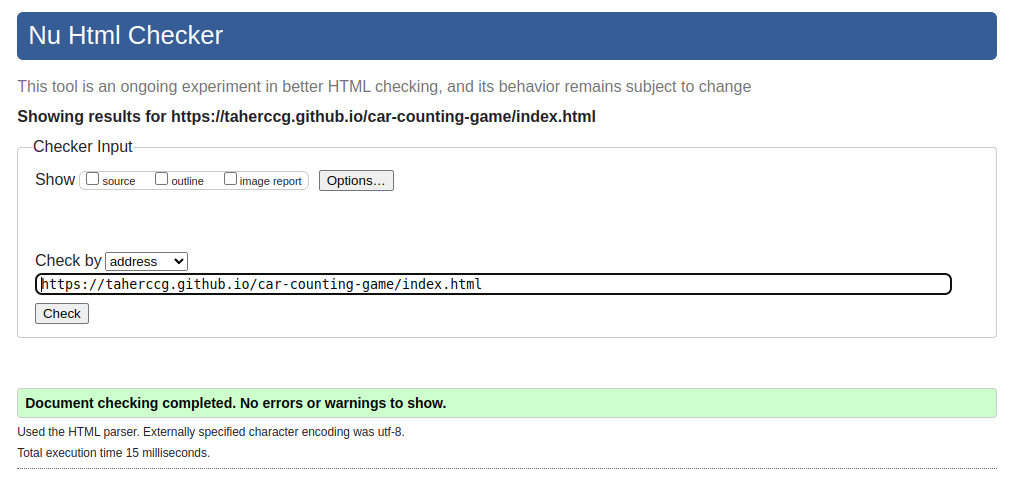 Nu Html Checker
This tool is an ongoing experiment in better HTML checking, and its behavior remains subject to change
Showing results for https://taherccg.github.io/car-counting-game/index.html
Checker Input
Show source outline image report Options...
Check by address
https://taherccg.github.io/car-counting-game/index.html
Check
Document checking completed. No errors or warnings to show.
Used the HTML parser. Externally specified character encoding was utf-8.
Total execution time 15 milliseconds.